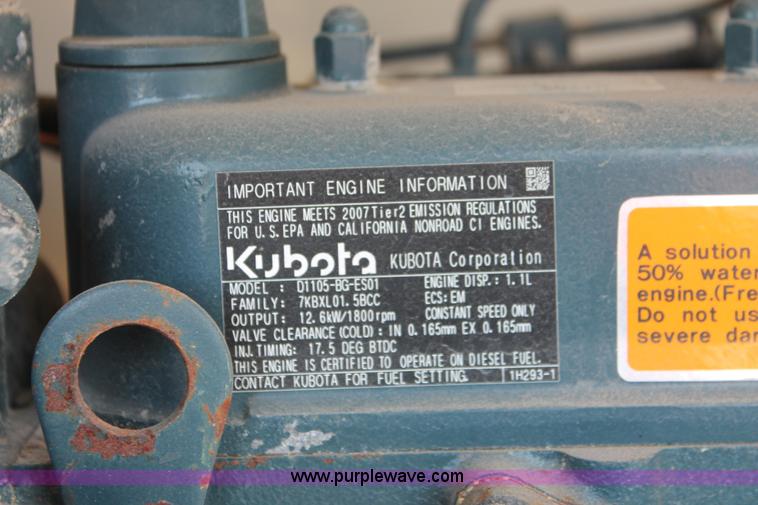 IMPORTANT ENGINE INFORMATION
THIS ENGINE MEETS 2007 Tier2 EMISSION REGULATIONS
FOR U.S. EPA AND CALIFORNIA NONROAD CI ENGINES.
Kubota KUBOTA Corporation
MODEL : D1105-BG-ES01 ENGINE DISP.: 1.1L
FAMILY: 7KBXL01.5BCC ECS:EM
OUTPUT: 12.6kW/1800rpm CONSTANT SPEED ONLY
VALVE CLEARANCE (COLD) : IN 0.165mm EX 0.165mm
INJ.TIMING: 17.5 DEG BTDC
THIS ENGINE IS CERTIFIED TO OPERATE ON DIESEL FUEL.
CONTACT KUBOTA FOR FUEL SETTING. 1H293-1
A solution
50% water
engine.(Fre
Do not us
severe dar
www.purplewave.com